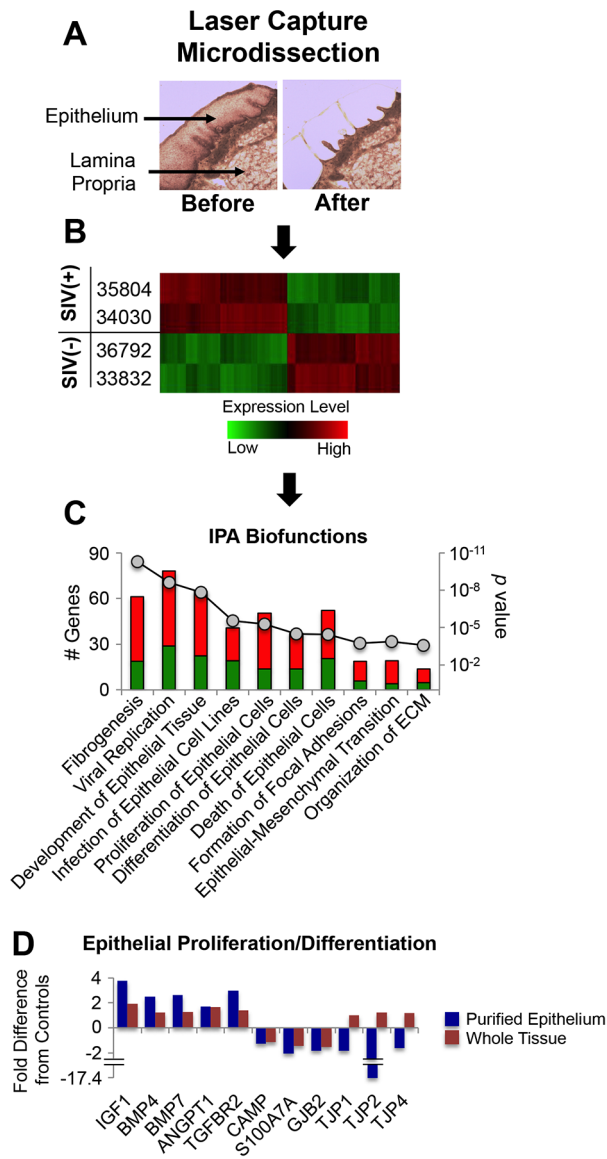 A
Laser Capture
Microdissection
Epithelium
Lamina
Propria
Before
After
B
SIV(+)
35804
34030
SIV(-)
36792
33832
Expression Level
Low
High
C
IPA Biofunctions
# Genes
90
60
30
0
10-11
10-8
10-5
10-2
p value
Fibrogenesis
Viral Replication
Development of Epithelial Tissue
Infection of Epithelial Cell Lines
Proliferation of Epithelial Cells
Differentiation of Epithelial Cells
Death of Epithelial Cells
Formation of Focal Adhesions
Epithelial-Mesenchymal Transition
Organization of ECM
D
Epithelial Proliferation/Differentiation
Fold Difference
from Controls
4
2
0
-2
-17.4
Purified Epithelium
Whole Tissue
IGF1
BMP4
BMP7
ANGPT1
TGFBR2
CAMP
S100A7A
GJB2
TJP1
TJP2
TJP4